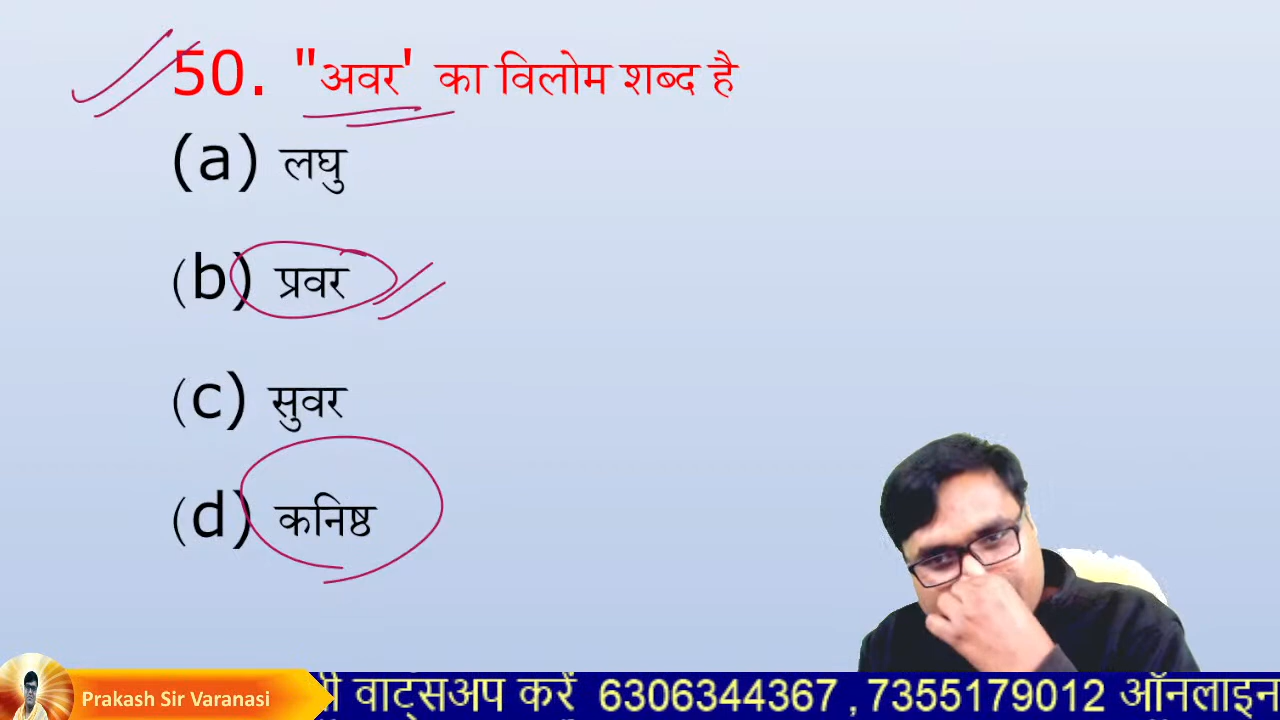 50. "अवर' का विलोम शब्द है
(a) लघु
(b) प्रवर
(c) सुवर
(d) कनिष्ठ
Prakash Sir Varanasi
वाट्सअप करें 6306344367 , 7355179012 ऑनलाइन